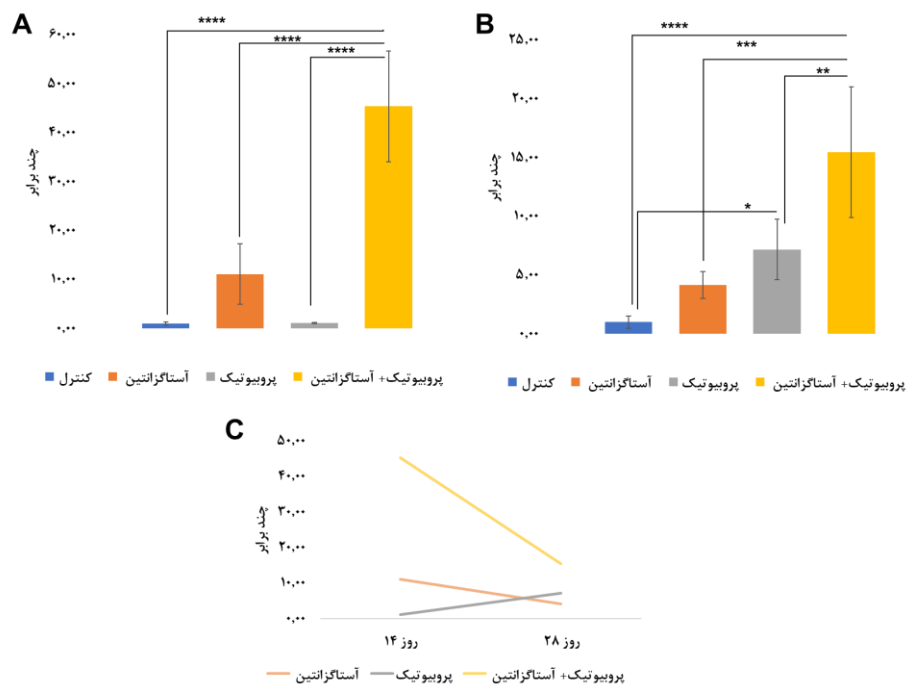 A
****
****
****
۶۰,۰۰
۵۰,۰۰
۴۰,۰۰
۳۰,۰۰
۲۰,۰۰
۱۰,۰۰
۰,۰۰
چند برابر
کنترل
آستاگزانتین
پروبیوتیک
پروبیوتیک+ آستاگزانتین
B
****
***
**
*
۲۵,۰۰
۲۰,۰۰
۱۵,۰۰
۱۰,۰۰
۵,۰۰
۰,۰۰
چند برابر
کنترل
آستاگزانتین
پروبیوتیک
پروبیوتیک+ آستاگزانتین
C
۵۰,۰۰
۴۰,۰۰
۳۰,۰۰
۲۰,۰۰
۱۰,۰۰
۰,۰۰
چند برابر
روز ۱۴
روز ۲۸
آستاگزانتین
پروبیوتیک
پروبیوتیک+ آستاگزانتین